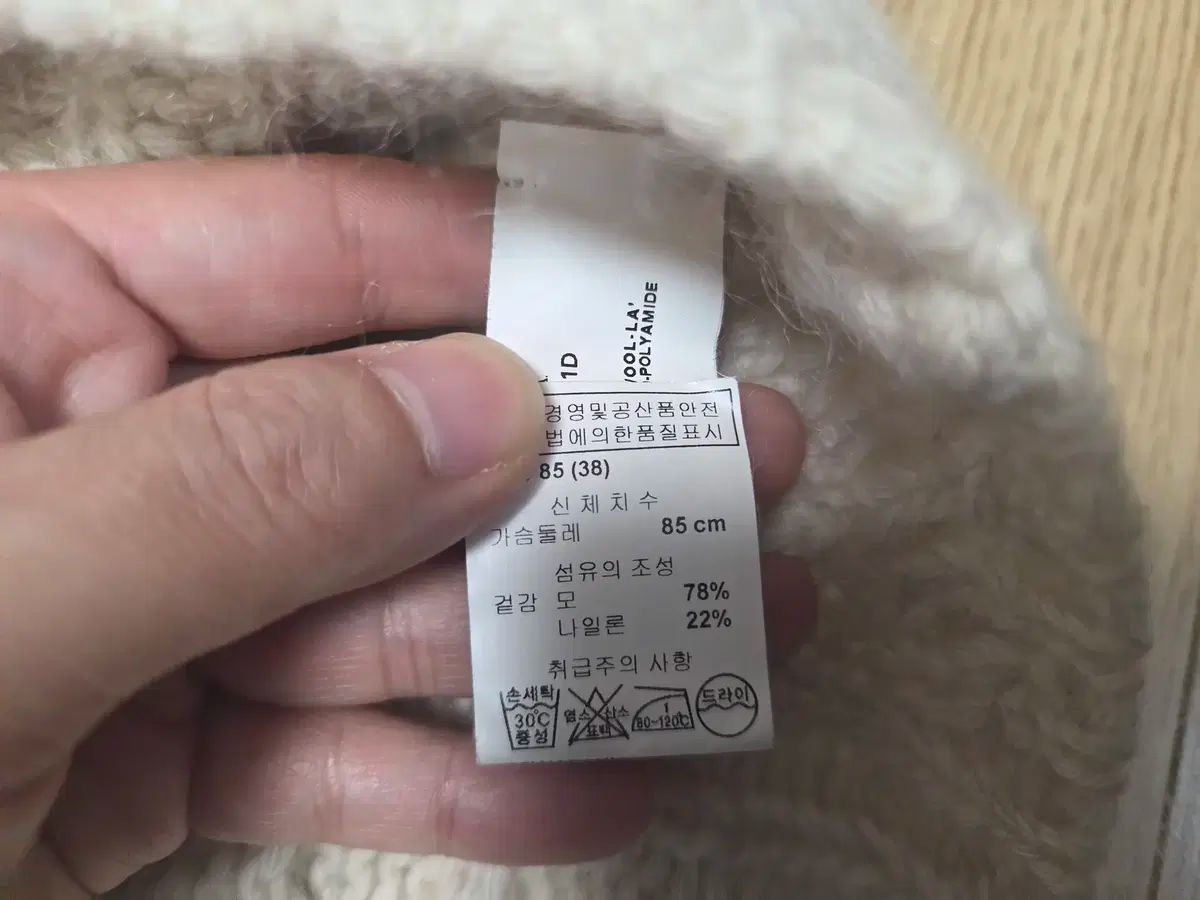 1D
WOOL-LA'
-POLYAMIDE
경영및공산품안전
법에의한품질표시
85 (38)
신체치수
가슴둘레 85 cm
섬유의 조성
겉감 모 78%
나일론 22%
취급주의 사항
손세탁 30℃ 중성
염소 산소 표백
1 80~120℃
드라이